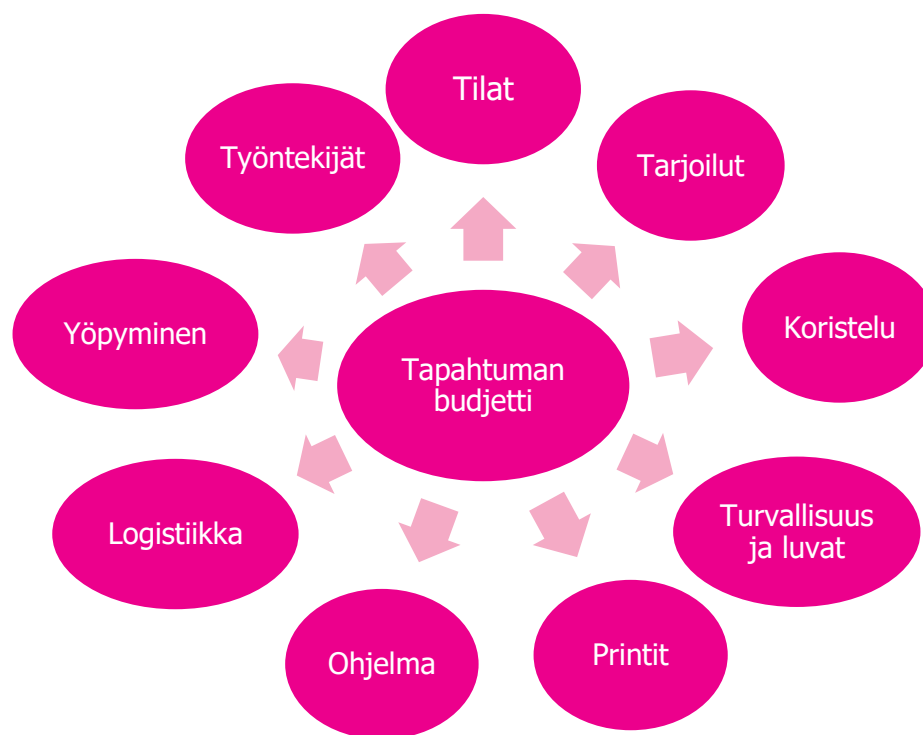 Tilat
Työntekijät
Tarjoilut
Yöpyminen
Koristelu
Tapahtuman
budjetti
Logistiikka
Turvallisuus
ja luvat
Ohjelma
Printit